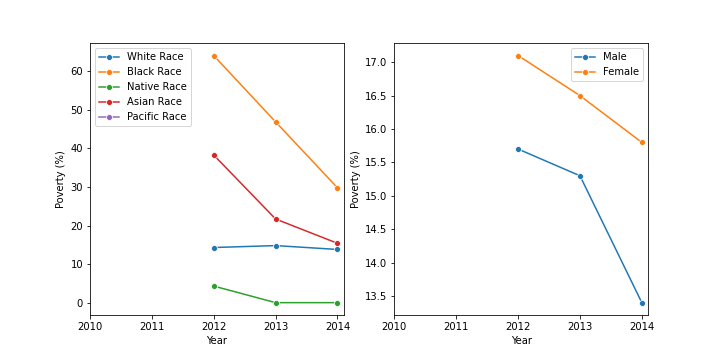 White Race
Black Race
Native Race
Asian Race
Pacific Race
60
50
40
30
20
10
0
Poverty (%)
2010 2011 2012 2013 2014
Year
Male
Female
17.0
16.5
16.0
15.5
15.0
14.5
14.0
13.5
Poverty (%)
2010 2011 2012 2013 2014
Year